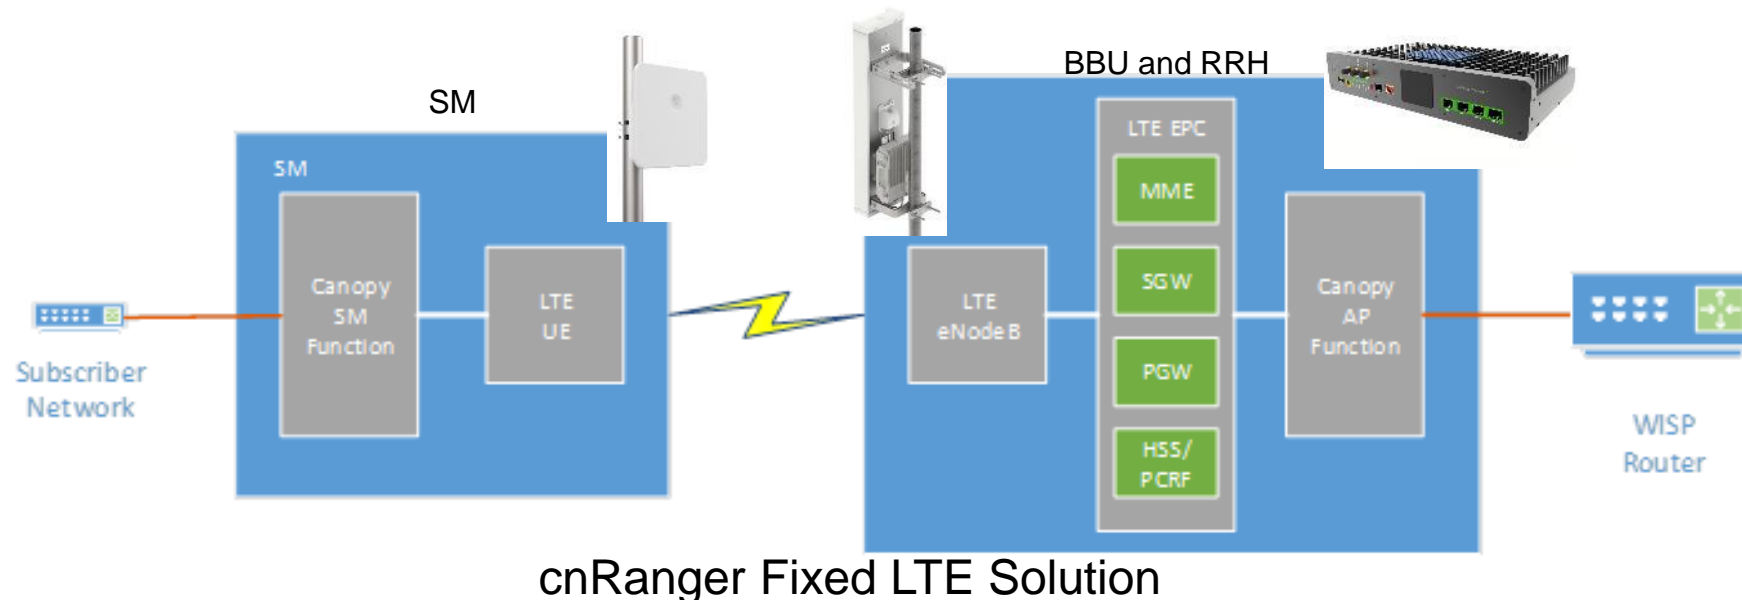 SM
BBU and RRH
SM
Canopy
SM
Function
LTE
UE
LTE
eNodeB
LTE EPC
MME
SGW
PGW
HSS/
PCRF
Canopy
AP
Function
Subscriber
Network
WISP
Router
cnRanger Fixed LTE Solution